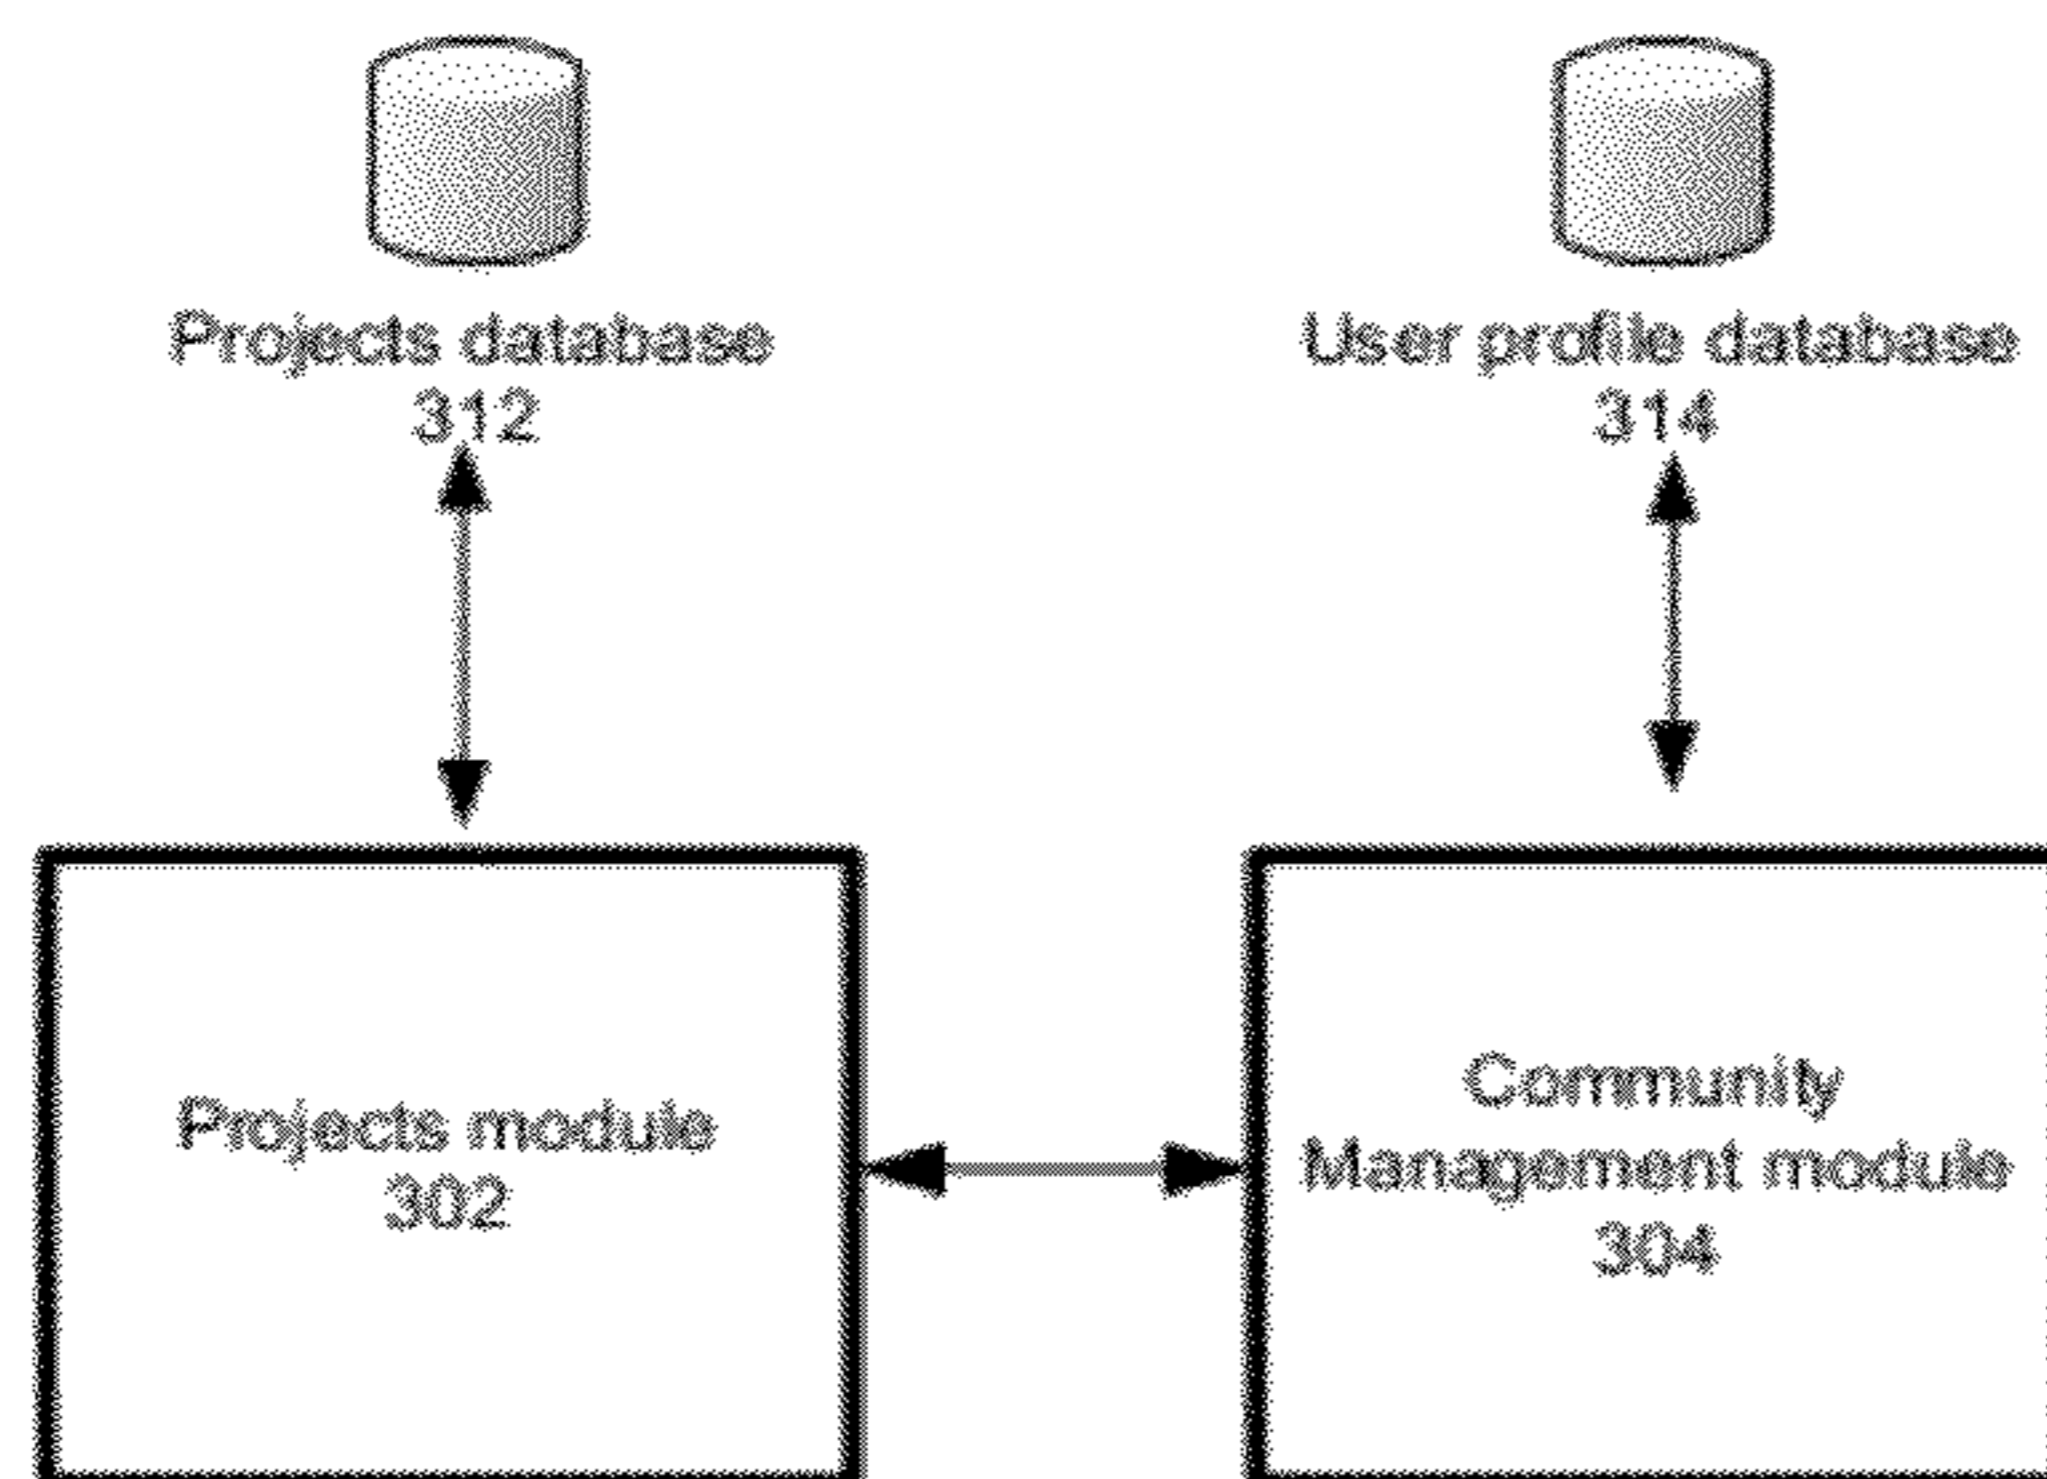 Projects database
312
User profile database
314
Projects module
302
Community
Management module
304